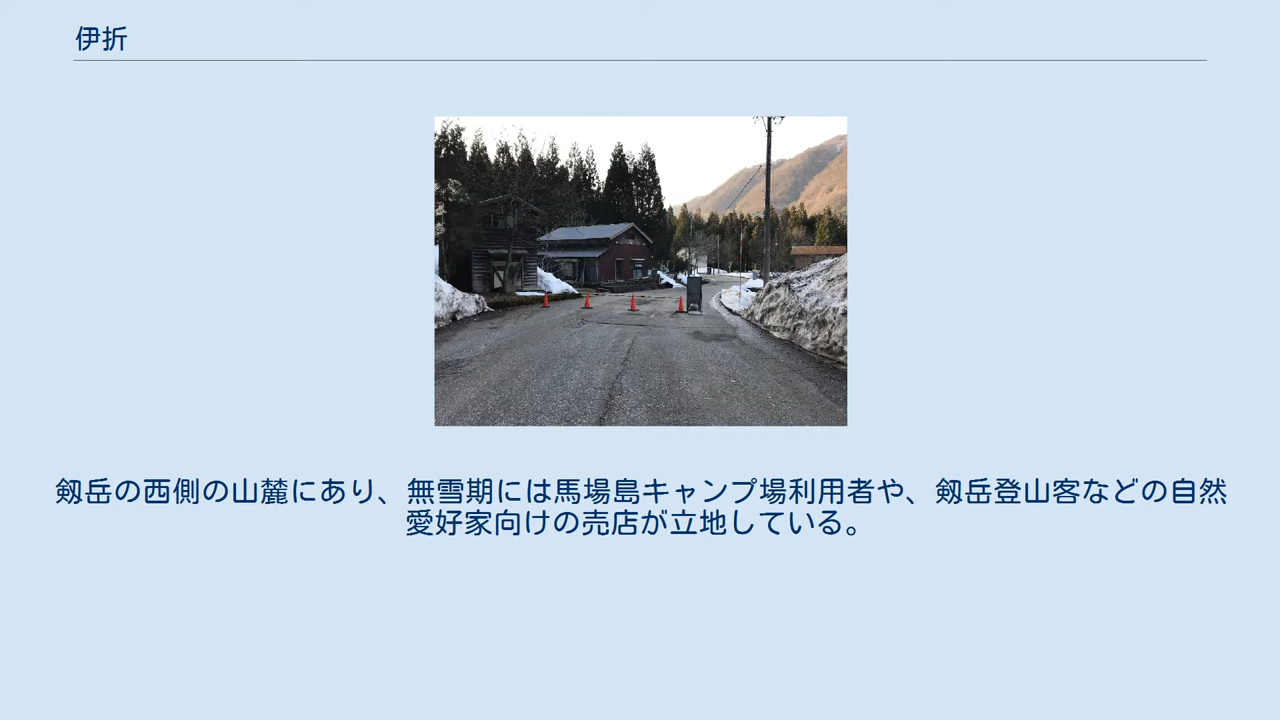 伊折
剱岳の西側の山麓にあり、無雪期には馬場島キャンプ場利用者や、剱岳登山客などの自然
愛好家向けの売店が立地している。